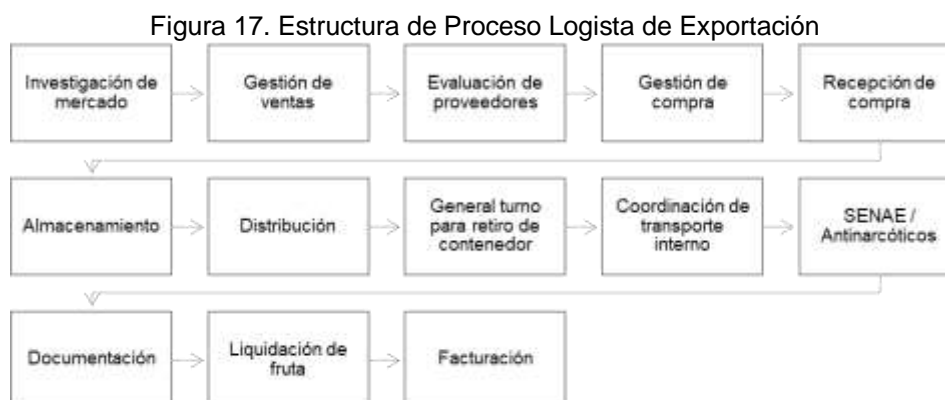 Figura 17. Estructura de Proceso Logista de Exportación
Investigación de
mercado
Gestión de
ventas
Evaluación de
proveedores
Gestión de
compra
Recepción de
compra
Almacenamiento
Distribución
General turno
para retiro de
contenedor
Coordinación de
transporte
interno
SENAE /
Antinarcóticos
Documentación
Liquidación de
fruta
Facturación